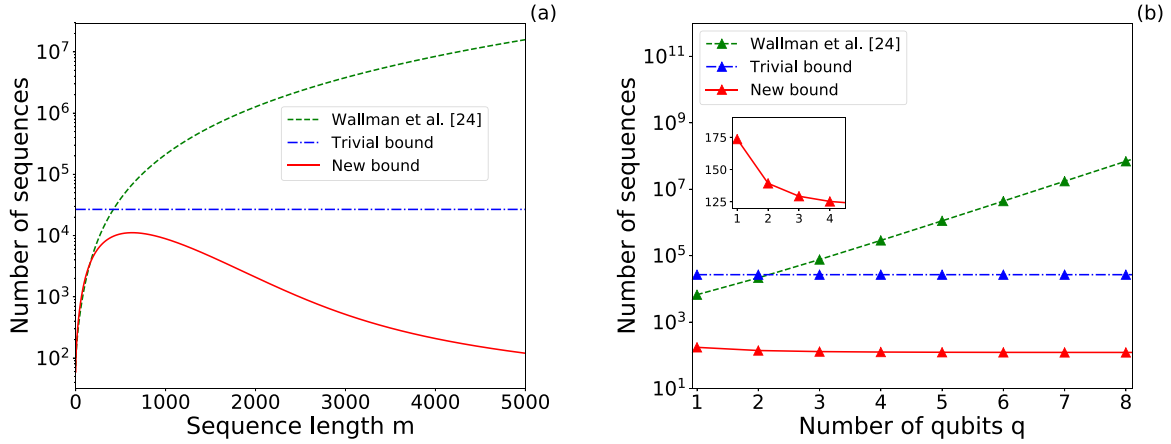 (a)
Number of sequences
10^7
10^6
10^5
10^4
10^3
10^2
Wallman et al. [24]
Trivial bound
New bound
0 1000 2000 3000 4000 5000
Sequence length m
(b)
Number of sequences
10^11
10^9
10^7
10^5
10^3
10^1
Wallman et al. [24]
Trivial bound
New bound
175
150
125
1 2 3 4
1 2 3 4 5 6 7 8
Number of qubits q